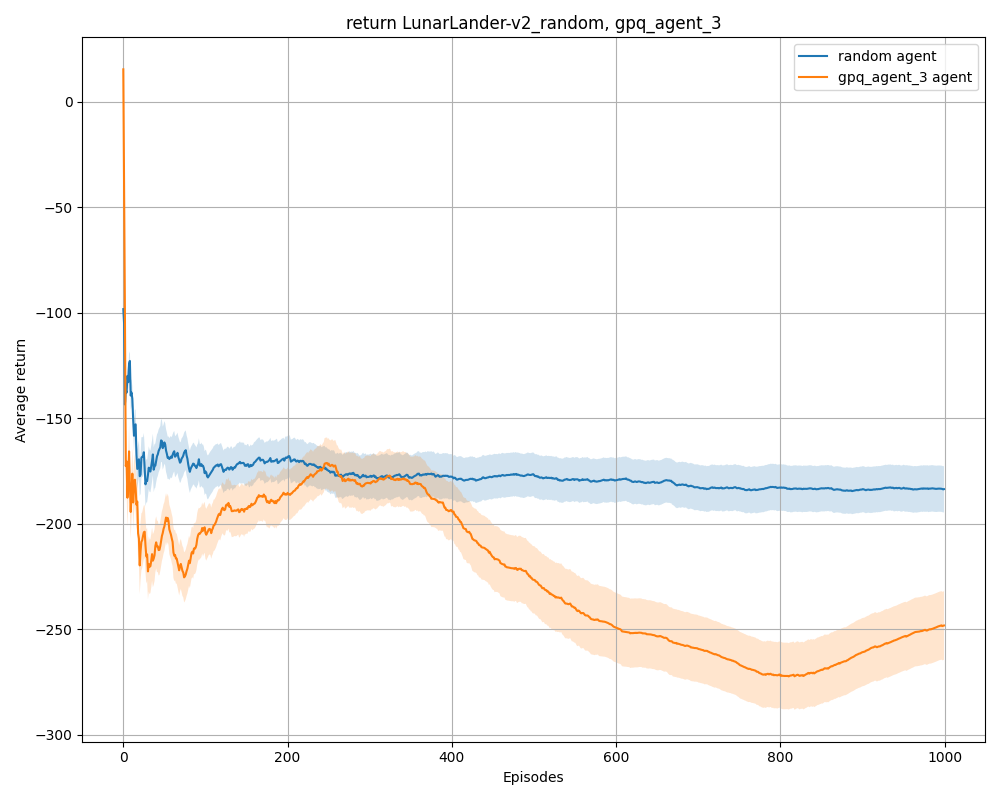 return LunarLander-v2_random, gpq_agent_3
random agent
gpq_agent_3 agent
Average return
0
−50
−100
−150
−200
−250
−300
0
200
400
600
800
1000
Episodes